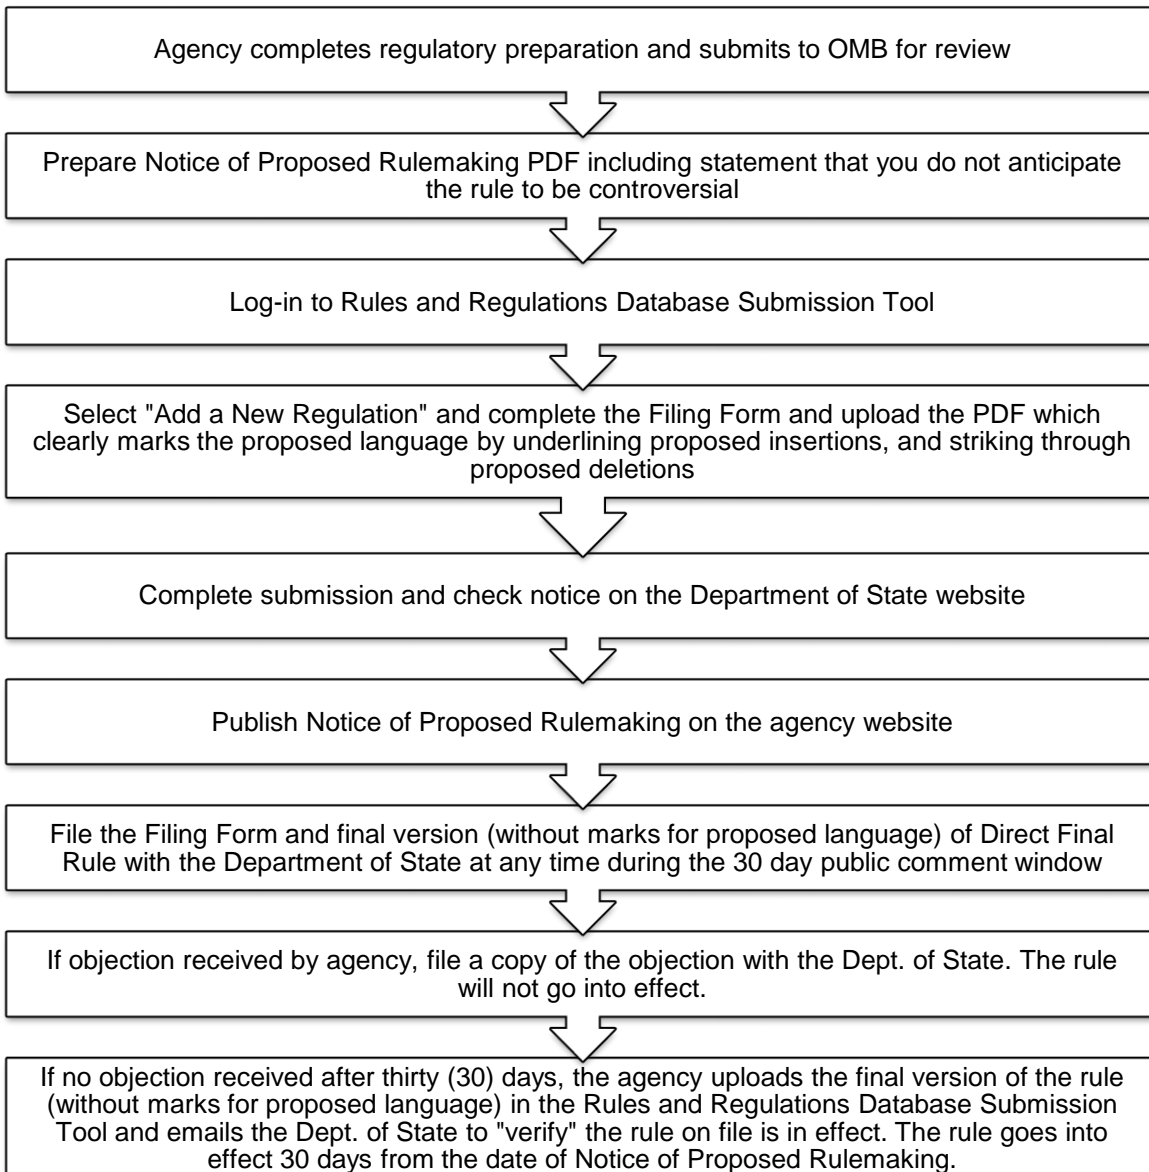 Agency completes regulatory preparation and submits to OMB for review
Prepare Notice of Proposed Rulemaking PDF including statement that you do not anticipate
the rule to be controversial
Log-in to Rules and Regulations Database Submission Tool
Select "Add a New Regulation" and complete the Filing Form and upload the PDF which
clearly marks the proposed language by underlining proposed insertions, and striking through
proposed deletions
Complete submission and check notice on the Department of State website
Publish Notice of Proposed Rulemaking on the agency website
File the Filing Form and final version (without marks for proposed language) of Direct Final
Rule with the Department of State at any time during the 30 day public comment window
If objection received by agency, file a copy of the objection with the Dept. of State. The rule
will not go into effect.
If no objection received after thirty (30) days, the agency uploads the final version of the rule
(without marks for proposed language) in the Rules and Regulations Database Submission
Tool and emails the Dept. of State to "verify" the rule on file is in effect. The rule goes into
effect 30 days from the date of Notice of Proposed Rulemaking.